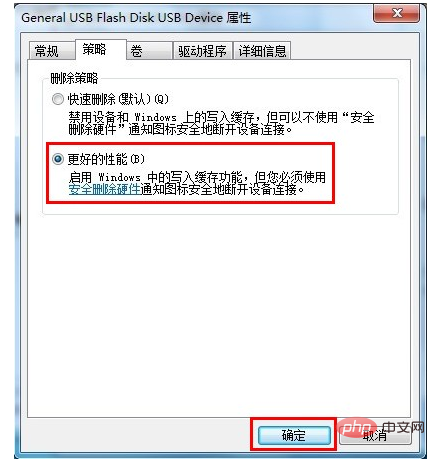 General USB Flash Disk USB Device 属性
常规 策略 卷 驱动程序 详细信息
删除策略
快速删除(默认)(Q)
禁用设备和 Windows 上的写入缓存，但可以不使用“安全
删除硬件”通知图标安全地断开设备连接。
更好的性能(B)
启用 Windows 中的写入缓存功能，但您必须使用
安全删除硬件通知图标安全地断开设备连接。
确定 取消
php 中文网